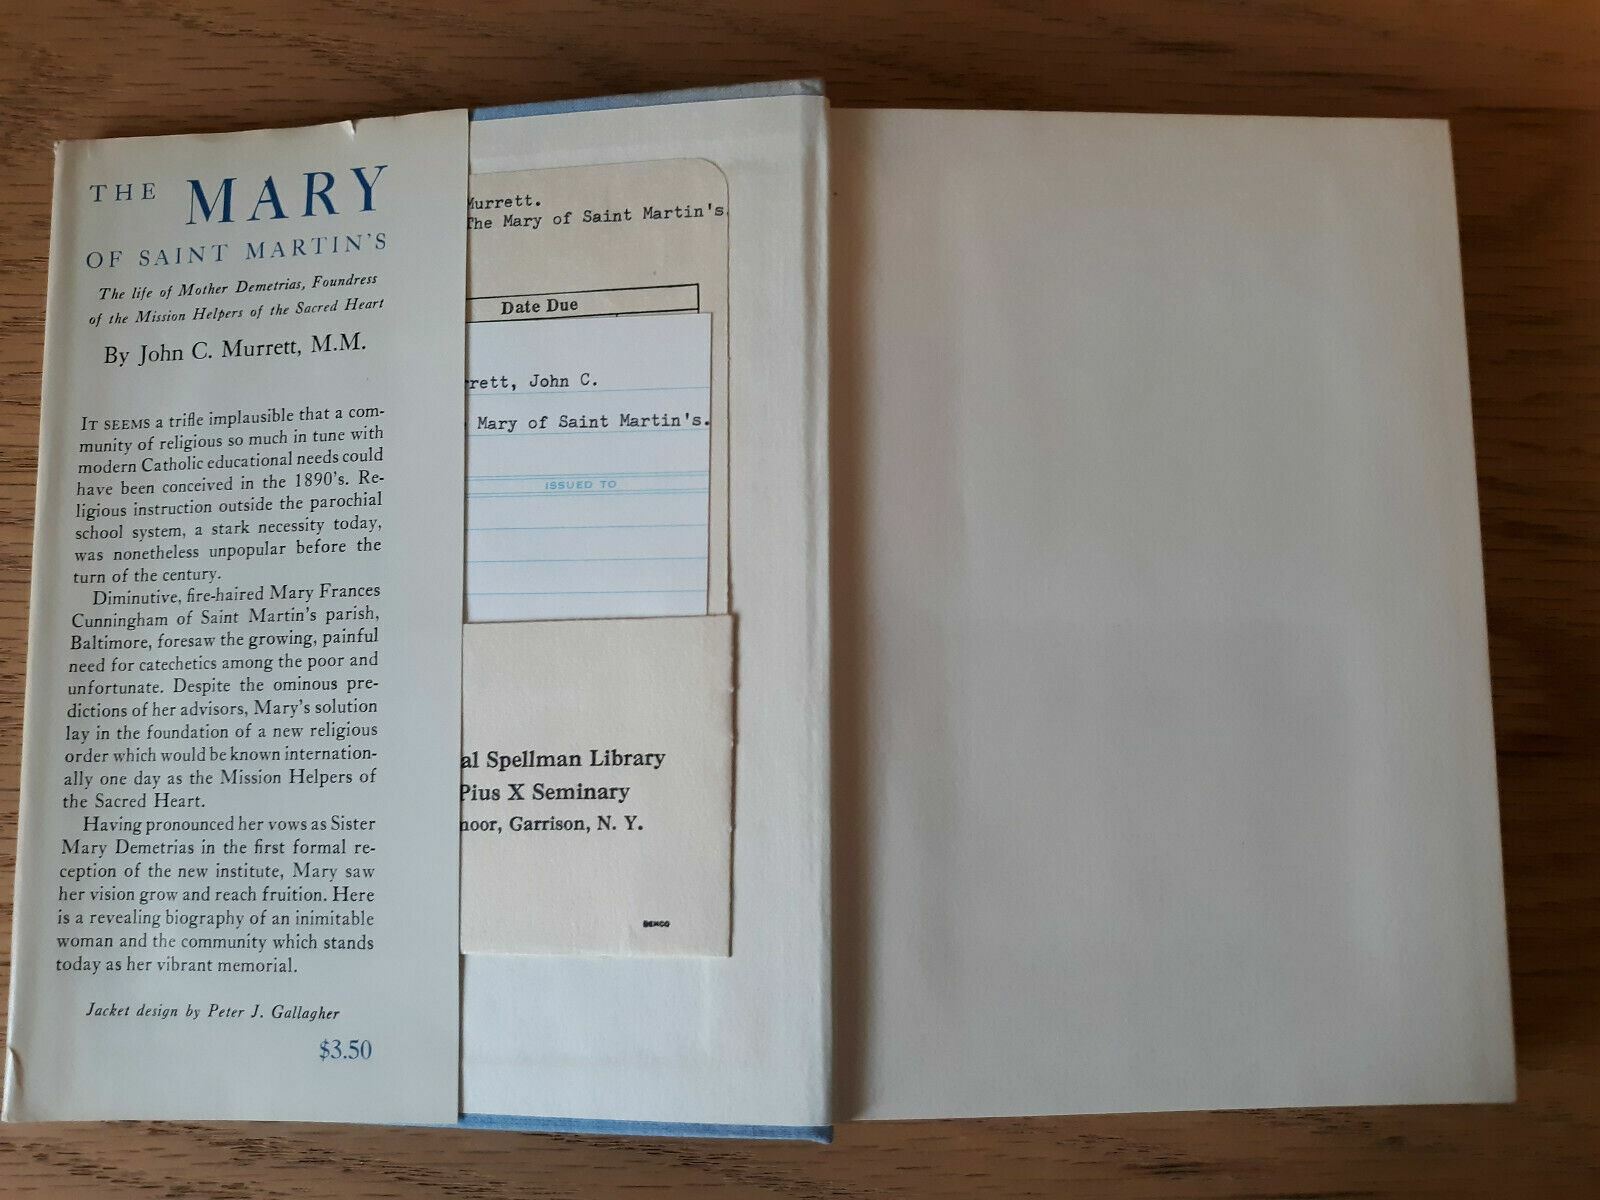 THE MARY
OF SAINT MARTIN'S
The life of Mother Demetrias, Foundress
of the Mission Helpers of the Sacred Heart
By John C. Murrett, M.M.
IT SEEMS a trifle implausible that a com-
munity of religious so much in tune with
modern Catholic educational needs could
have been conceived in the 1890's. Re-
ligious instruction outside the parochial
school system, a stark necessity today,
was nonetheless unpopular before the
turn of the century.
Diminutive, fire-haired Mary Frances
Cunningham of Saint Martin's parish,
Baltimore, foresaw the growing, painful
need for catechetics among the poor and
unfortunate. Despite the ominous pre-
dictions of her advisors, Mary's solution
lay in the foundation of a new religious
order which would be known internation-
ally one day as the Mission Helpers of
the Sacred Heart.
Having pronounced her vows as Sister
Mary Demetrias in the first formal re-
ception of the new institute, Mary saw
her vision grow and reach fruition. Here
is a revealing biography of an inimitable
woman and the community which stands
today as her vibrant memorial.
Jacket design by Peter J. Gallagher
$3.50
Murrett.
The Mary of Saint Martin's.
Date Due
rrett, John C.
Mary of Saint Martin's.
ISSUED TO
al Spellman Library
Pius X Seminary
moor, Garrison, N. Y.
DEMCO